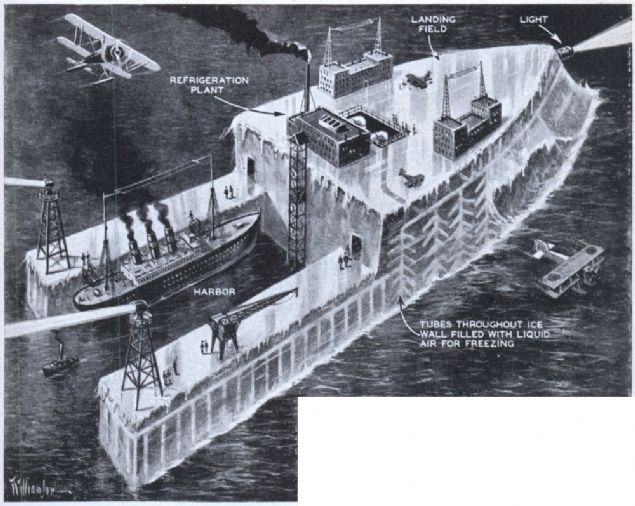 LANDING
FIELD
LIGHT
REFRIGERATION
PLANT
HARBOR
TUBES THROUGHOUT ICE
WALL FILLED WITH LIQUID
AIR FOR FREEZING